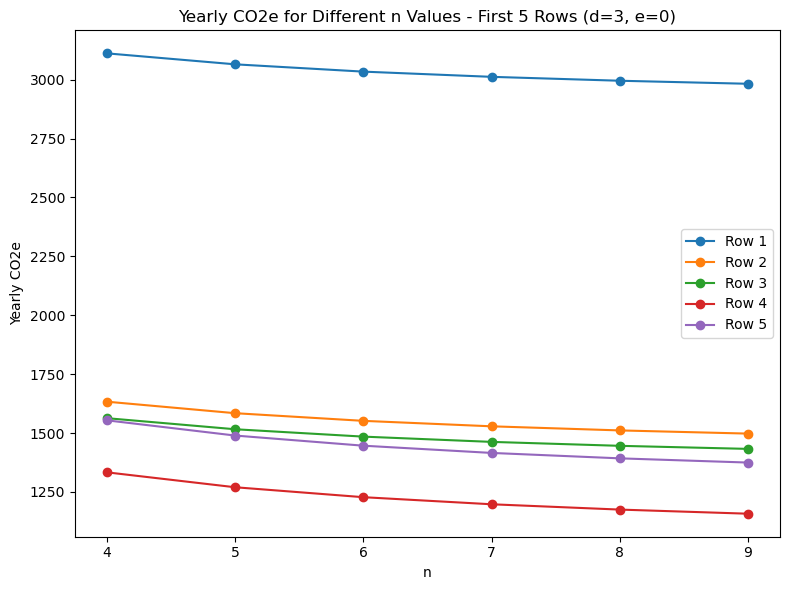 Yearly CO2e for Different n Values - First 5 Rows (d=3, e=0)
Yearly CO2e
3000
2750
2500
2250
2000
1750
1500
1250
4 5 6 7 8 9
n
Row 1
Row 2
Row 3
Row 4
Row 5